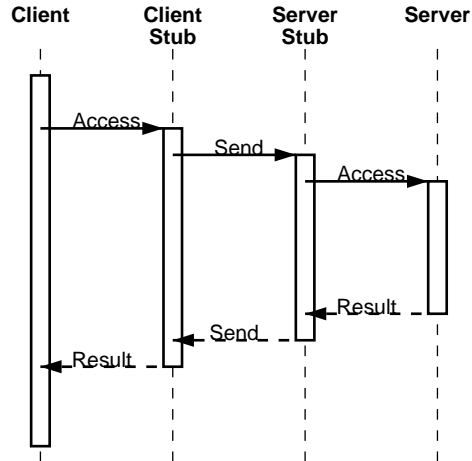 Client
Client
Stub
Server
Stub
Server
Access
Send
Access
Result
Send
Result